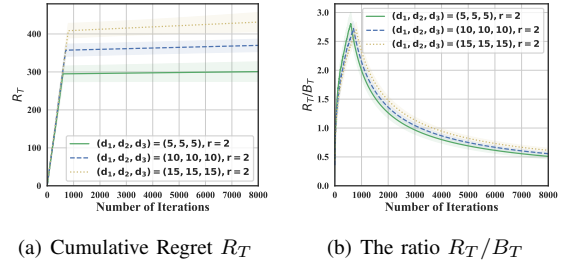 R_T
400
300
200
100
0
(d₁, d₂, d₃) = (5, 5, 5), r = 2
(d₁, d₂, d₃) = (10, 10, 10), r = 2
(d₁, d₂, d₃) = (15, 15, 15), r = 2
0 1000 2000 3000 4000 5000 6000 7000 8000
Number of Iterations
(a) Cumulative Regret R_T
R_T/B_T
3.0
2.5
2.0
1.5
1.0
0.5
0.0
(d₁, d₂, d₃) = (5, 5, 5), r = 2
(d₁, d₂, d₃) = (10, 10, 10), r = 2
(d₁, d₂, d₃) = (15, 15, 15), r = 2
0 1000 2000 3000 4000 5000 6000 7000 8000
Number of Iterations
(b) The ratio R_T/B_T